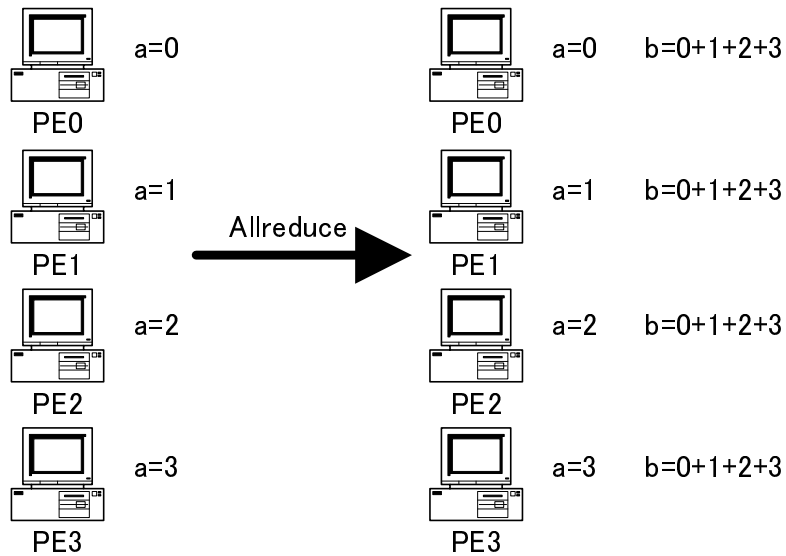 a=0
PE0
a=1
PE1
a=2
PE2
a=3
PE3
Allreduce
a=0 b=0+1+2+3
PE0
a=1 b=0+1+2+3
PE1
a=2 b=0+1+2+3
PE2
a=3 b=0+1+2+3
PE3